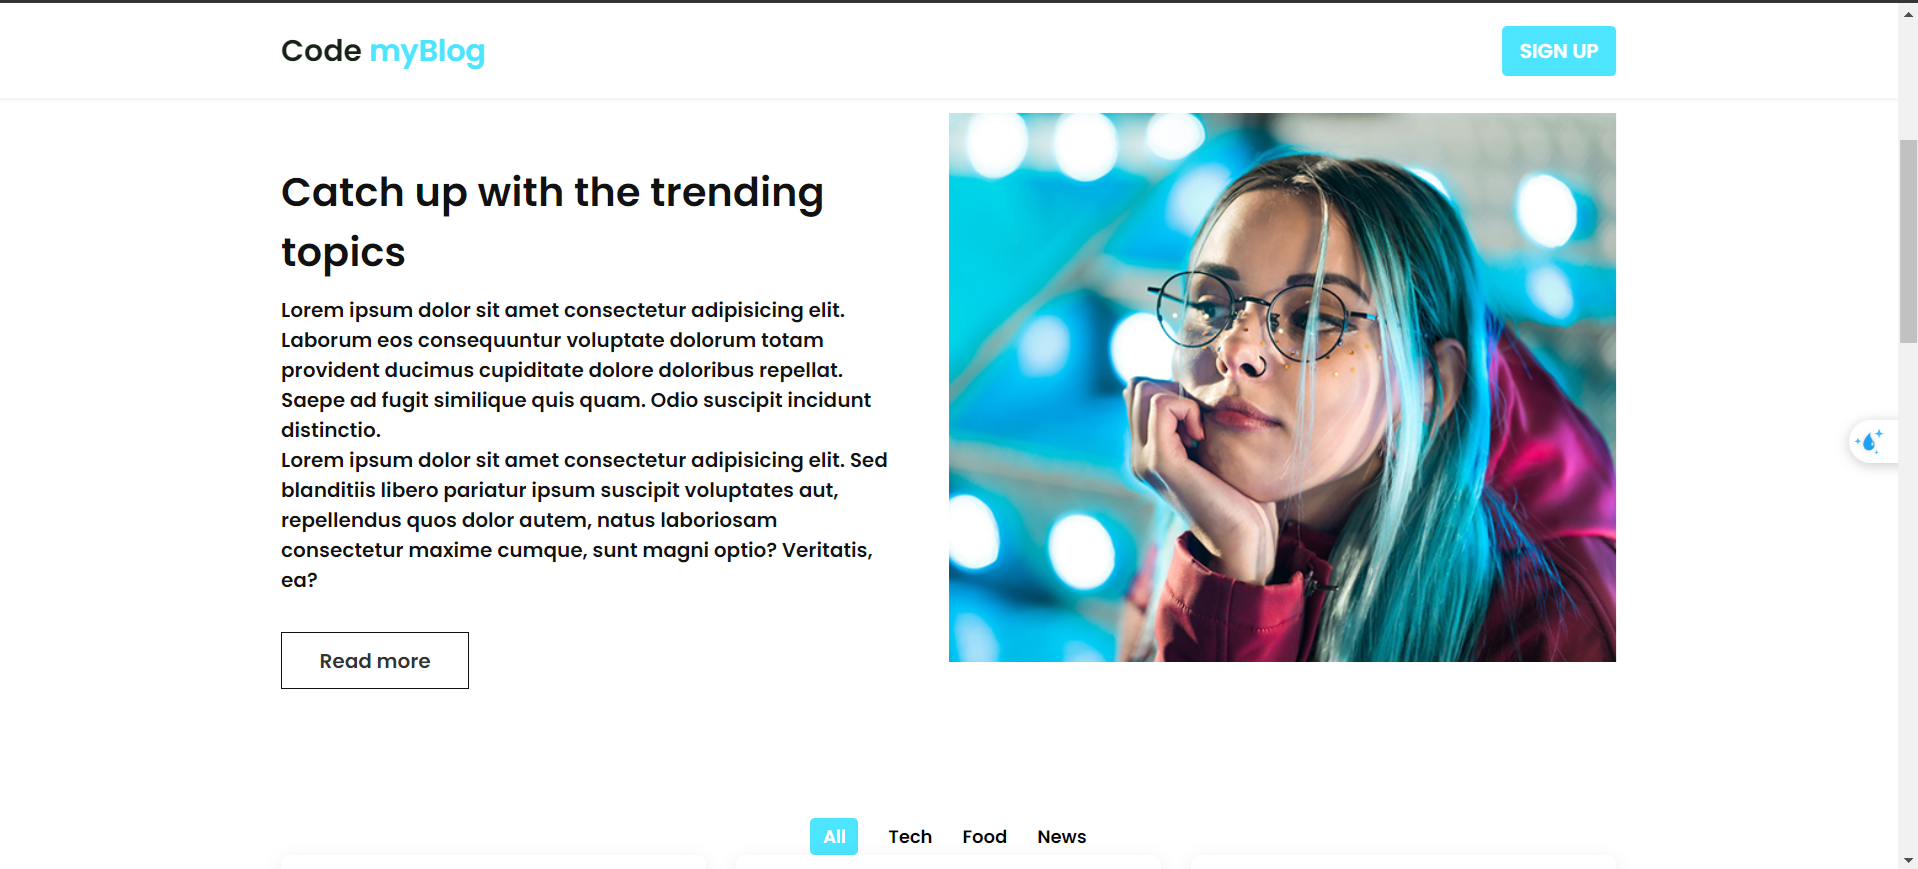 Code myBlog
SIGN UP
Catch up with the trending
topics
Lorem ipsum dolor sit amet consectetur adipisicing elit.
Laborum eos consequuntur voluptate dolorum totam
provident ducimus cupiditate dolore doloribus repellat.
Saepe ad fugit similique quis quam. Odio suscipit incidunt
distinctio.
Lorem ipsum dolor sit amet consectetur adipisicing elit. Sed
blanditiis libero pariatur ipsum suscipit voluptates aut,
repellendus quos dolor autem, natus laboriosam
consectetur maxime cumque, sunt magni optio? Veritatis,
ea?
Read more
All Tech Food News